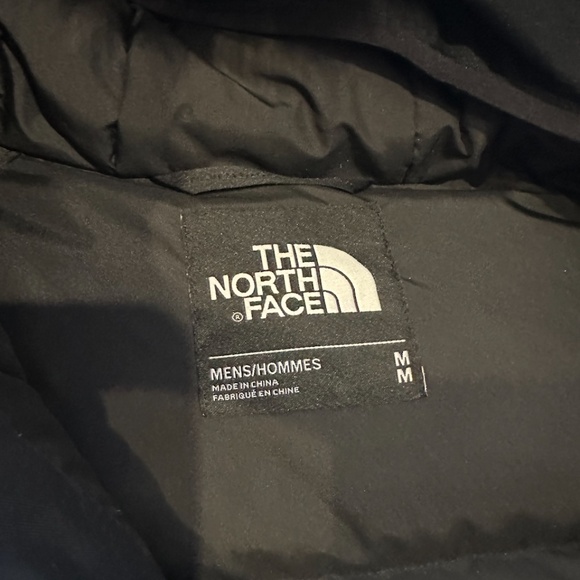 THE
NORTH
FACE
®
MENS/HOMMES M
MADE IN CHINA M
FABRIQUÉ EN CHINE